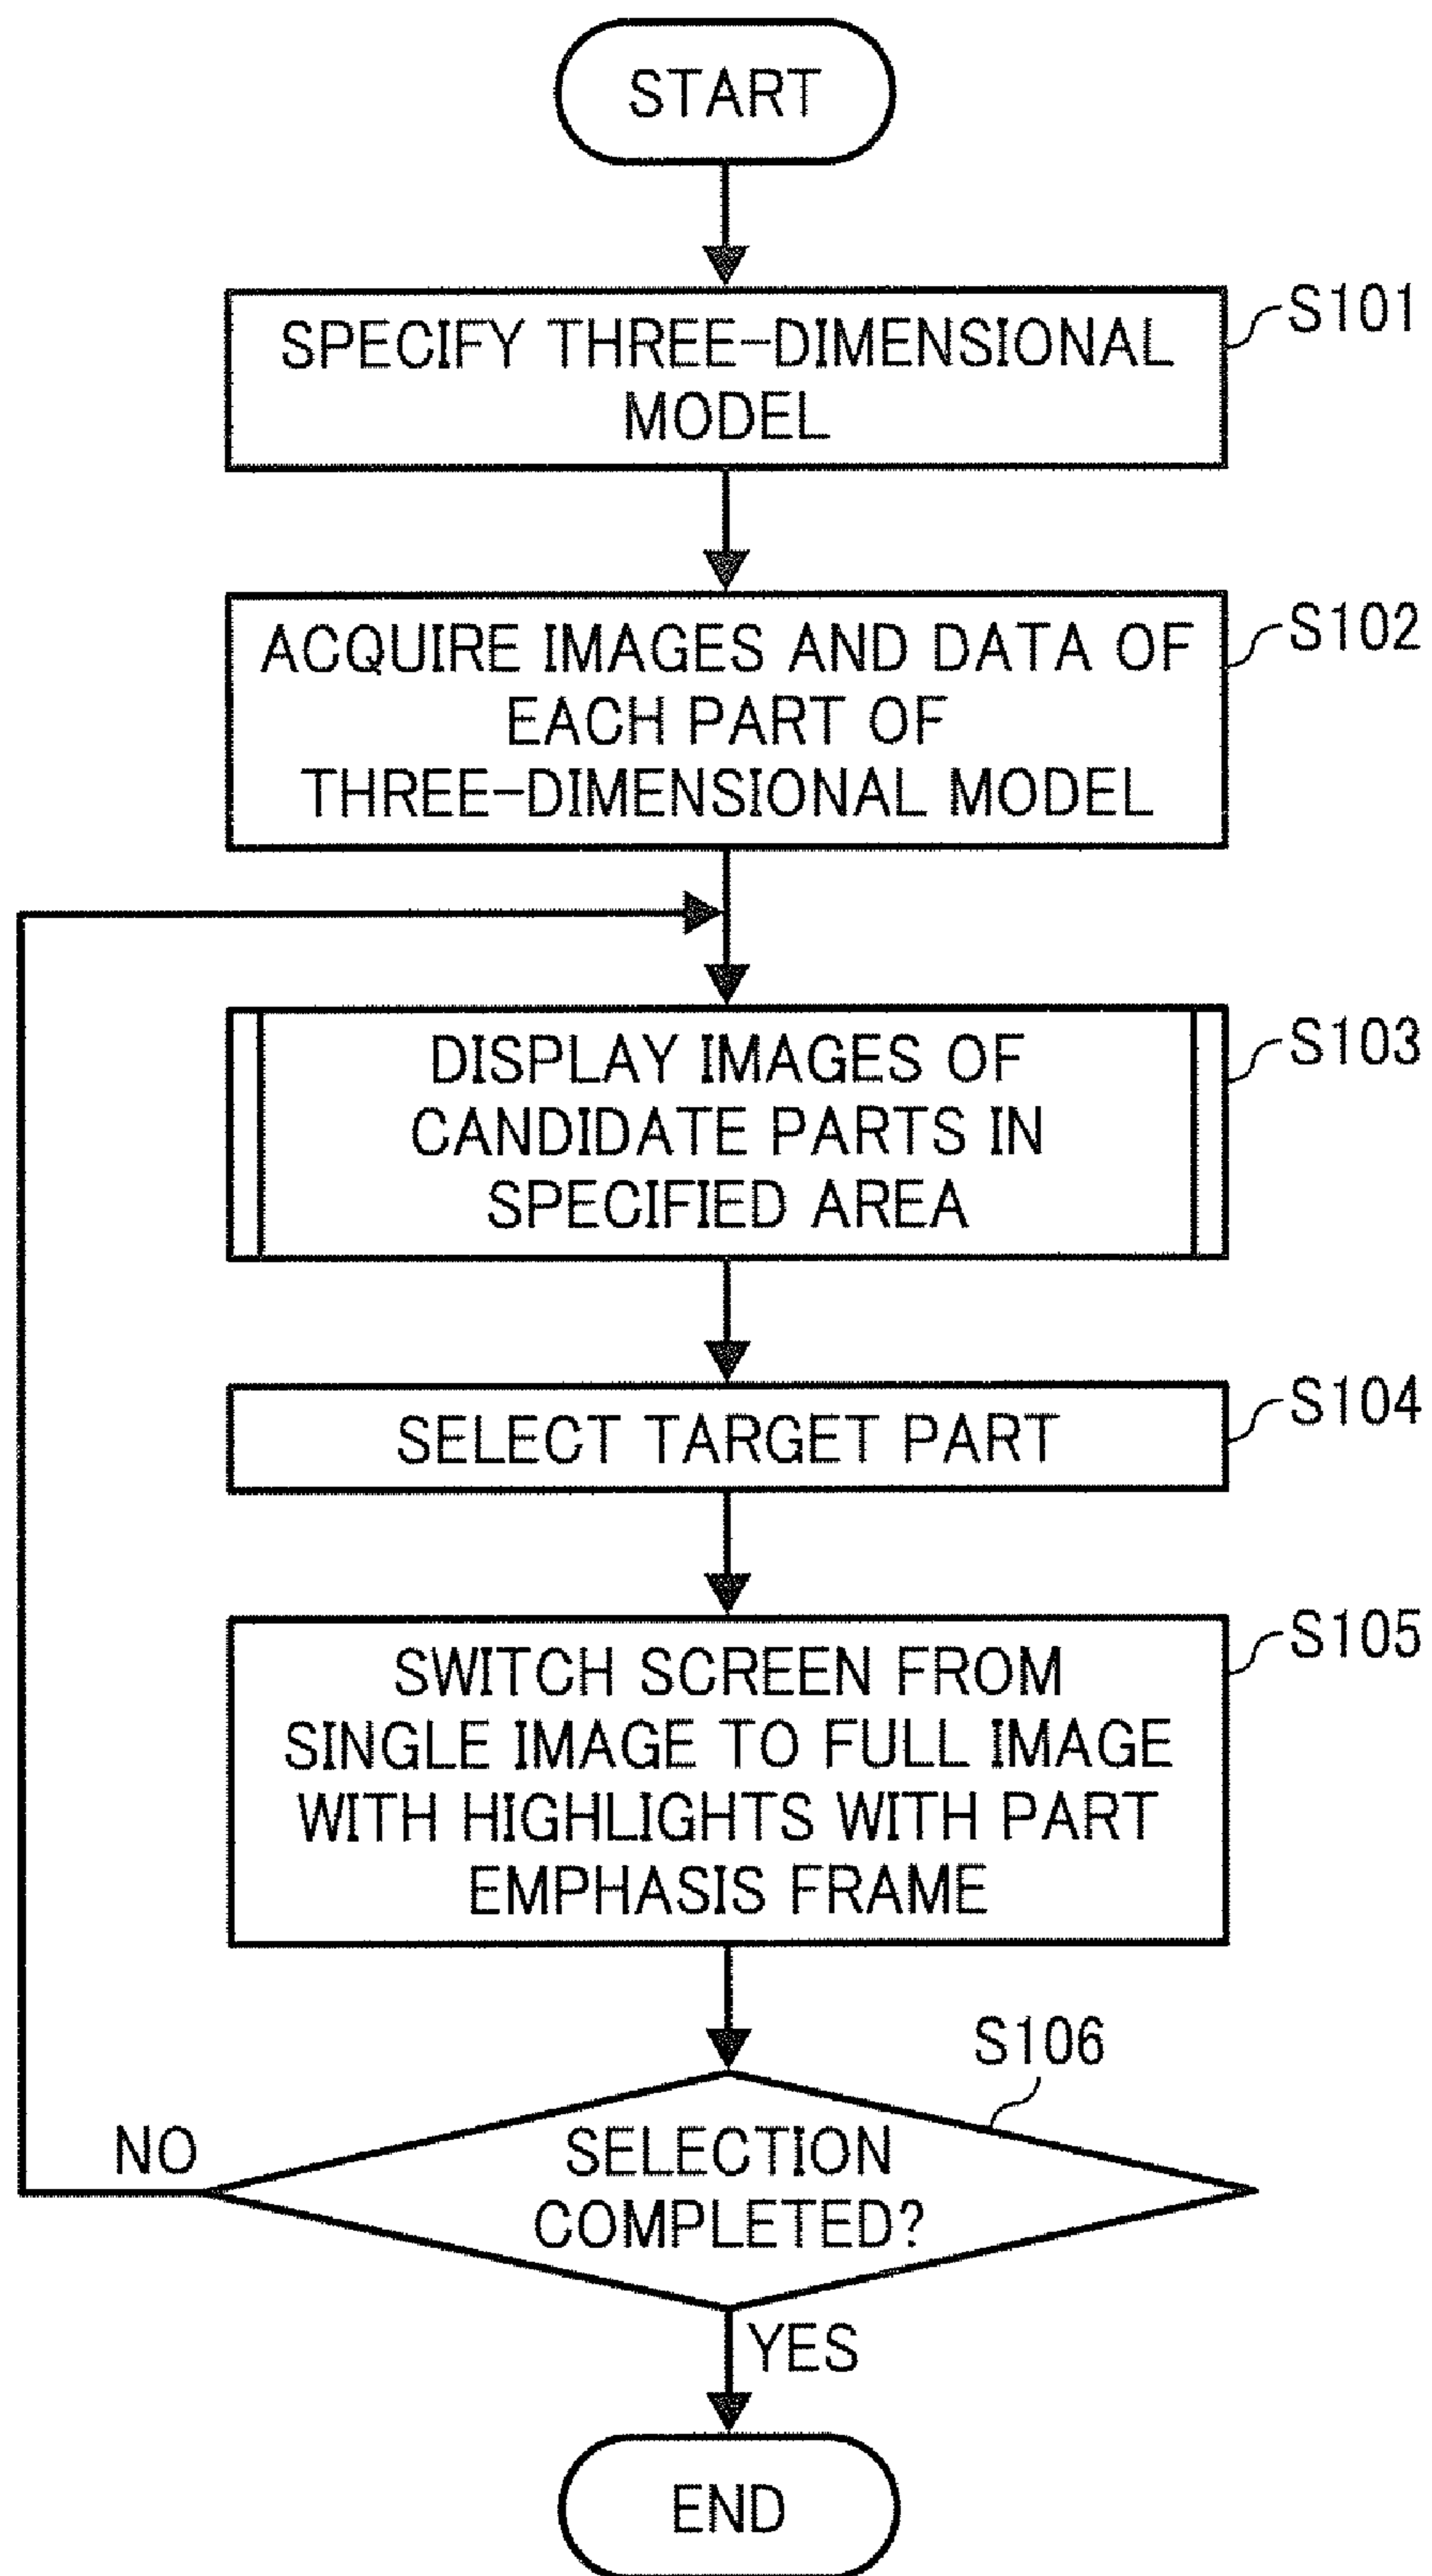 START
SPECIFY THREE-DIMENSIONAL
MODEL
S101
ACQUIRE IMAGES AND DATA OF
EACH PART OF
THREE-DIMENSIONAL MODEL
S102
DISPLAY IMAGES OF
CANDIDATE PARTS IN
SPECIFIED AREA
S103
SELECT TARGET PART
S104
SWITCH SCREEN FROM
SINGLE IMAGE TO FULL IMAGE
WITH HIGHLIGHTS WITH PART
EMPHASIS FRAME
S105
S106
SELECTION
COMPLETED?
NO
YES
END